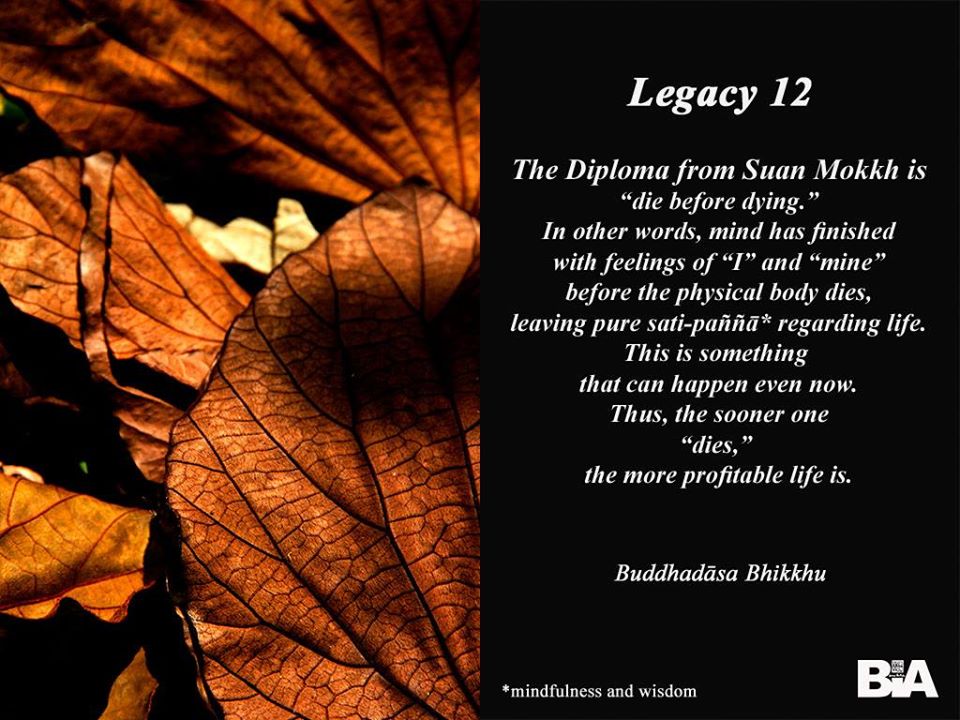 Legacy 12
The Diploma from Suan Mokkh is
“die before dying.”
In other words, mind has finished
with feelings of “I” and “mine”
before the physical body dies,
leaving pure sati-paññā* regarding life.
This is something
that can happen even now.
Thus, the sooner one
“dies,”
the more profitable life is.
Buddhadāsa Bhikkhu
*mindfulness and wisdom
BIA